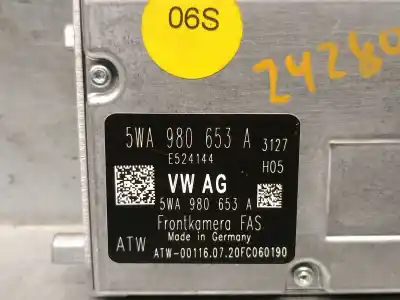 06S
24280
5WA 980 653 A
3127
E524144
H05
VW AG
5WA 980 653 A
Frontkamera FAS
ATW
Made in Germany
ATW-00116.07.20FC060190